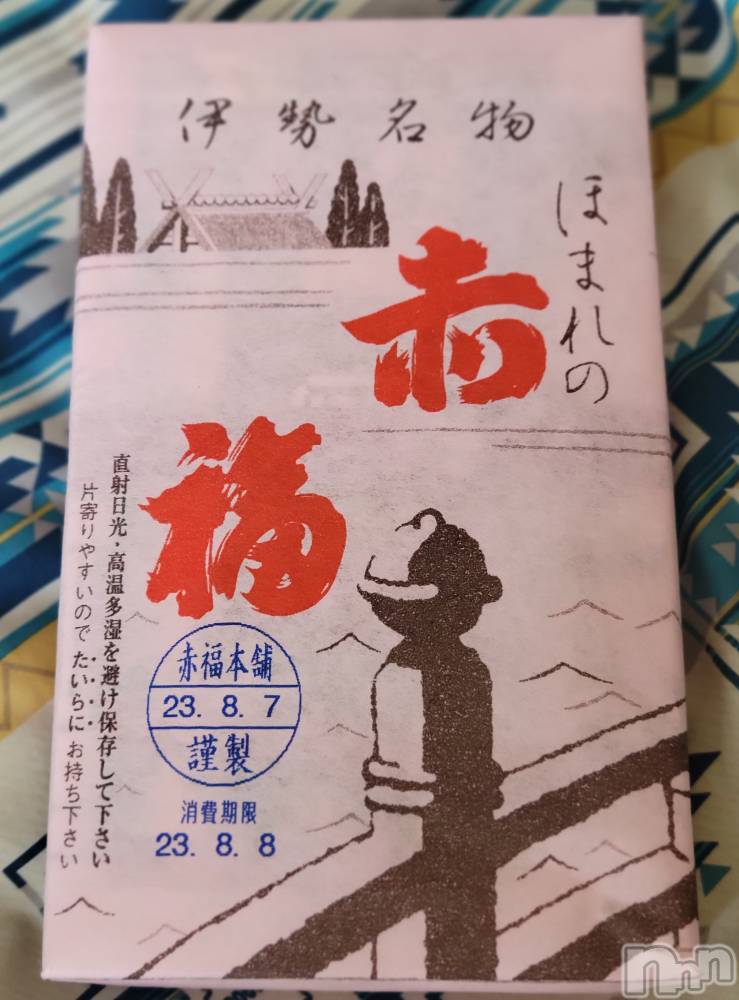 伊勢名物
ほまれの
赤福
直射日光・高温多湿を避け保存して下さい
片寄りやすいので たいらに お持ち下さい
赤福本舗
23. 8. 7
謹製
消費期限
23. 8. 8
nnn